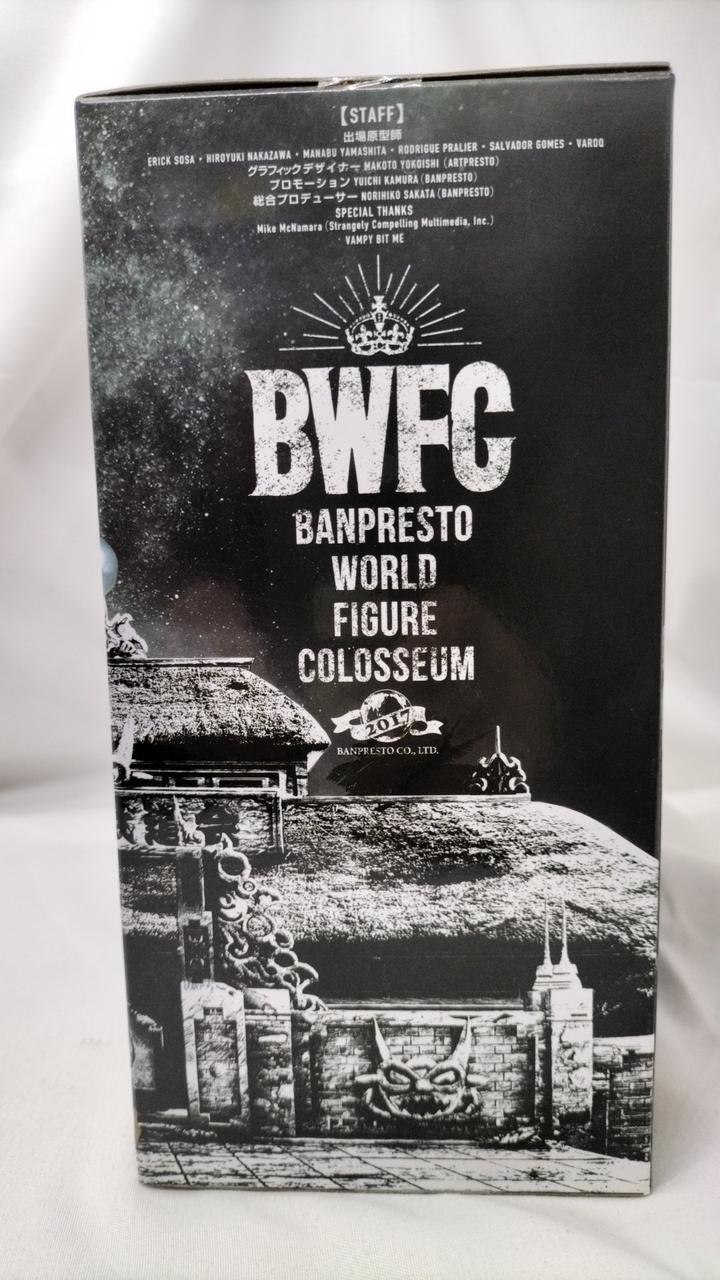 【STAFF】
出場原型師
ERICK SOSA・HIROYUKI NAKAZAWA・MANABU YAMASHITA・RODRIGUE PRALIER・SALVADOR GOMES・VAROQ
グラフィックデザイナー MAKOTO YOKOISHI (ARTPRESTO)
プロモーション YUICHI KAMURA (BANPRESTO)
総合プロデューサー NORIHIKO SAKATA (BANPRESTO)
SPECIAL THANKS
Mike McNamara (Strangely Compelling Multimedia, Inc.)
VAMPY BIT ME
BWFC
BANPRESTO
WORLD
FIGURE
COLOSSEUM
2017
BANPRESTO CO., LTD.